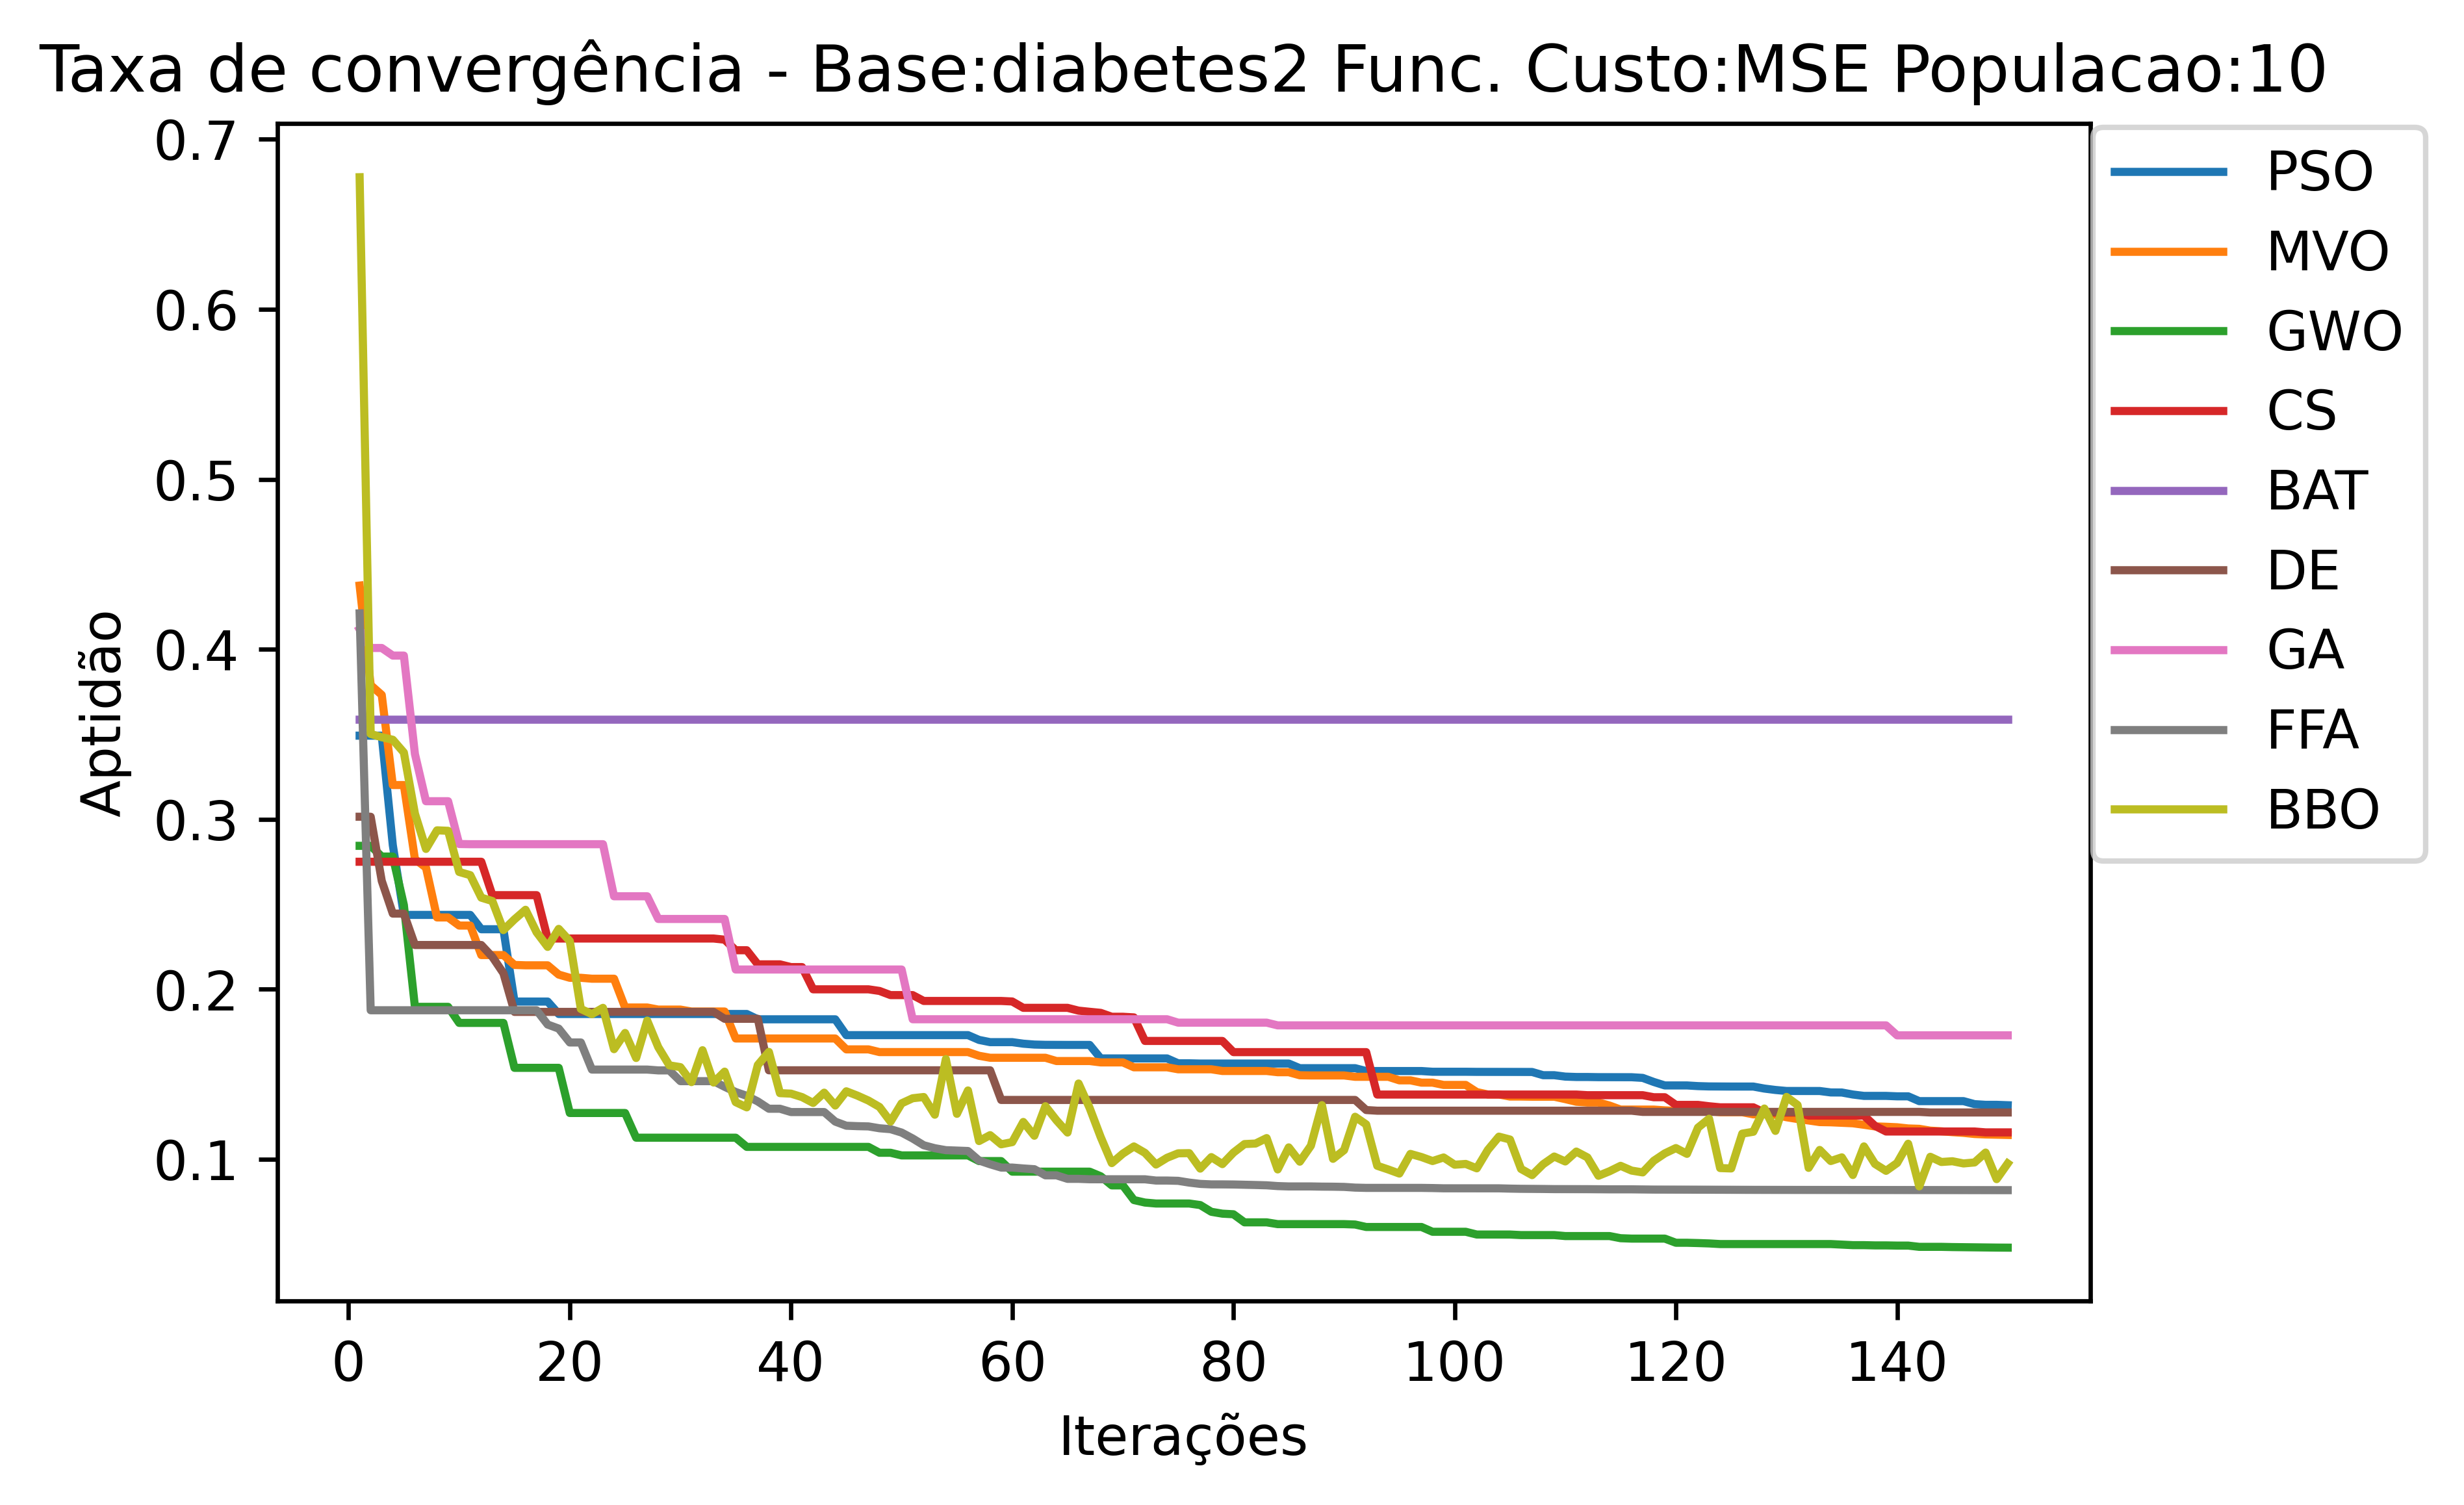 Taxa de convergência - Base:diabetes2 Func. Custo:MSE Populacao:10
0.7
0.6
0.5
0.4
0.3
0.2
0.1
Aptidão
0 20 40 60 80 100 120 140
Iterações
PSO
MVO
GWO
CS
BAT
DE
GA
FFA
BBO